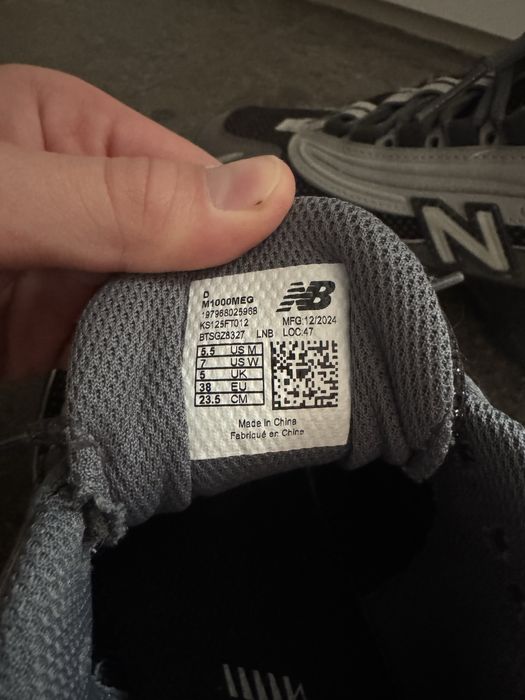 D
M1000MEG
197968025968
KS125FT012
BTSGZ8327 LNB
NB
MFG:12/2024
LOC:47
5.5 US M
7 US W
5 UK
38 EU
23.5 CM
Made in China
Fabriqué en Chine
N